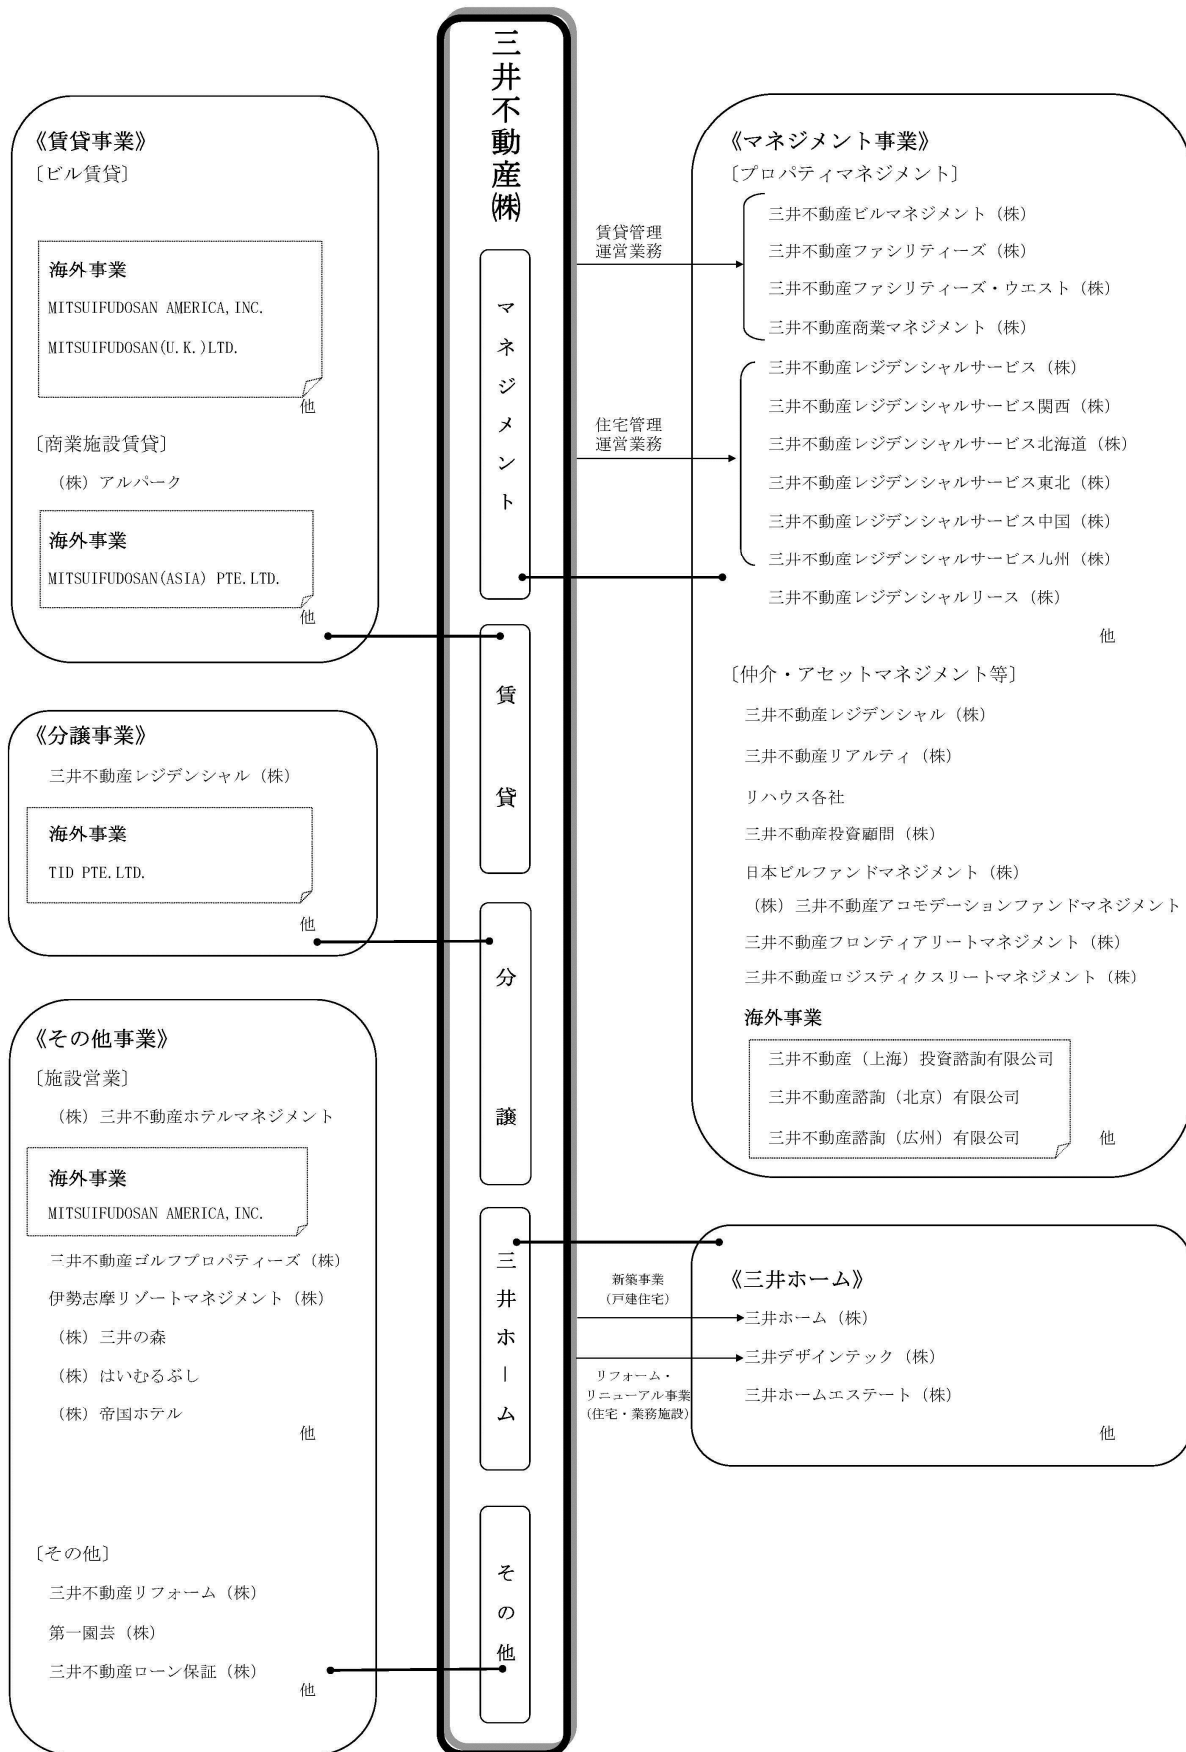 三井不動産㈱
マネジメント
賃貸
分譲
三井ホーム
その他
《賃貸事業》
〔ビル賃貸〕
海外事業
MITSUIFUDOSAN AMERICA,INC.
MITSUIFUDOSAN(U.K.)LTD.
他
〔商業施設賃貸〕
（株）アルパーク
海外事業
MITSUIFUDOSAN(ASIA) PTE.LTD.
他
《分譲事業》
三井不動産レジデンシャル（株）
海外事業
TID PTE.LTD.
他
《その他事業》
〔施設営業〕
（株）三井不動産ホテルマネジメント
海外事業
MITSUIFUDOSAN AMERICA,INC.
三井不動産ゴルフプロパティーズ（株）
伊勢志摩リゾートマネジメント（株）
（株）三井の森
（株）はいむるぶし
（株）帝国ホテル
他
〔その他〕
三井不動産リフォーム（株）
第一園芸（株）
三井不動産ローン保証（株）
他
賃貸管理
運営業務
住宅管理
運営業務
新築事業
（戸建住宅）
リフォーム・
リニューアル事業
（住宅・業務施設）
《マネジメント事業》
〔プロパティマネジメント〕
三井不動産ビルマネジメント（株）
三井不動産ファシリティーズ（株）
三井不動産ファシリティーズ・ウエスト（株）
三井不動産商業マネジメント（株）
三井不動産レジデンシャルサービス（株）
三井不動産レジデンシャルサービス関西（株）
三井不動産レジデンシャルサービス北海道（株）
三井不動産レジデンシャルサービス東北（株）
三井不動産レジデンシャルサービス中国（株）
三井不動産レジデンシャルサービス九州（株）
三井不動産レジデンシャルリース（株）
他
〔仲介・アセットマネジメント等〕
三井不動産レジデンシャル（株）
三井不動産リアルティ（株）
リハウス各社
三井不動産投資顧問（株）
日本ビルファンドマネジメント（株）
（株）三井不動産アコモデーションファンドマネジメント
三井不動産フロンティアリートマネジメント（株）
三井不動産ロジスティクスリートマネジメント（株）
海外事業
三井不動産（上海）投資諮詢有限公司
三井不動産諮詢（北京）有限公司
三井不動産諮詢（広州）有限公司
他
《三井ホーム》
三井ホーム（株）
三井デザインテック（株）
三井ホームエステート（株）
他